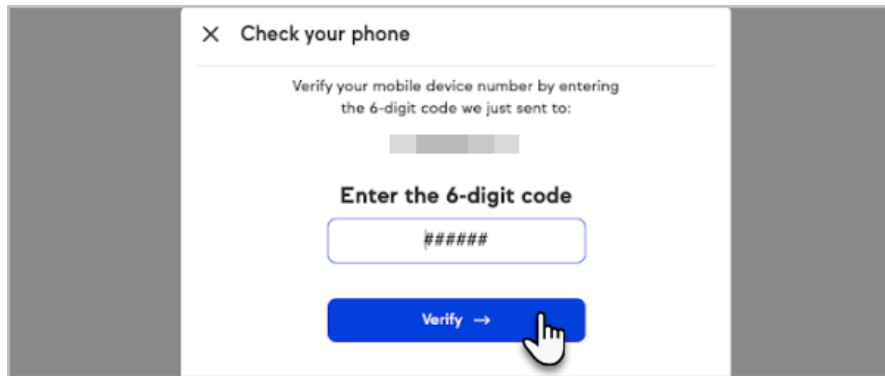 Check your phone
Verify your mobile device number by entering
the 6-digit code we just sent to:
Enter the 6-digit code
######
Verify →